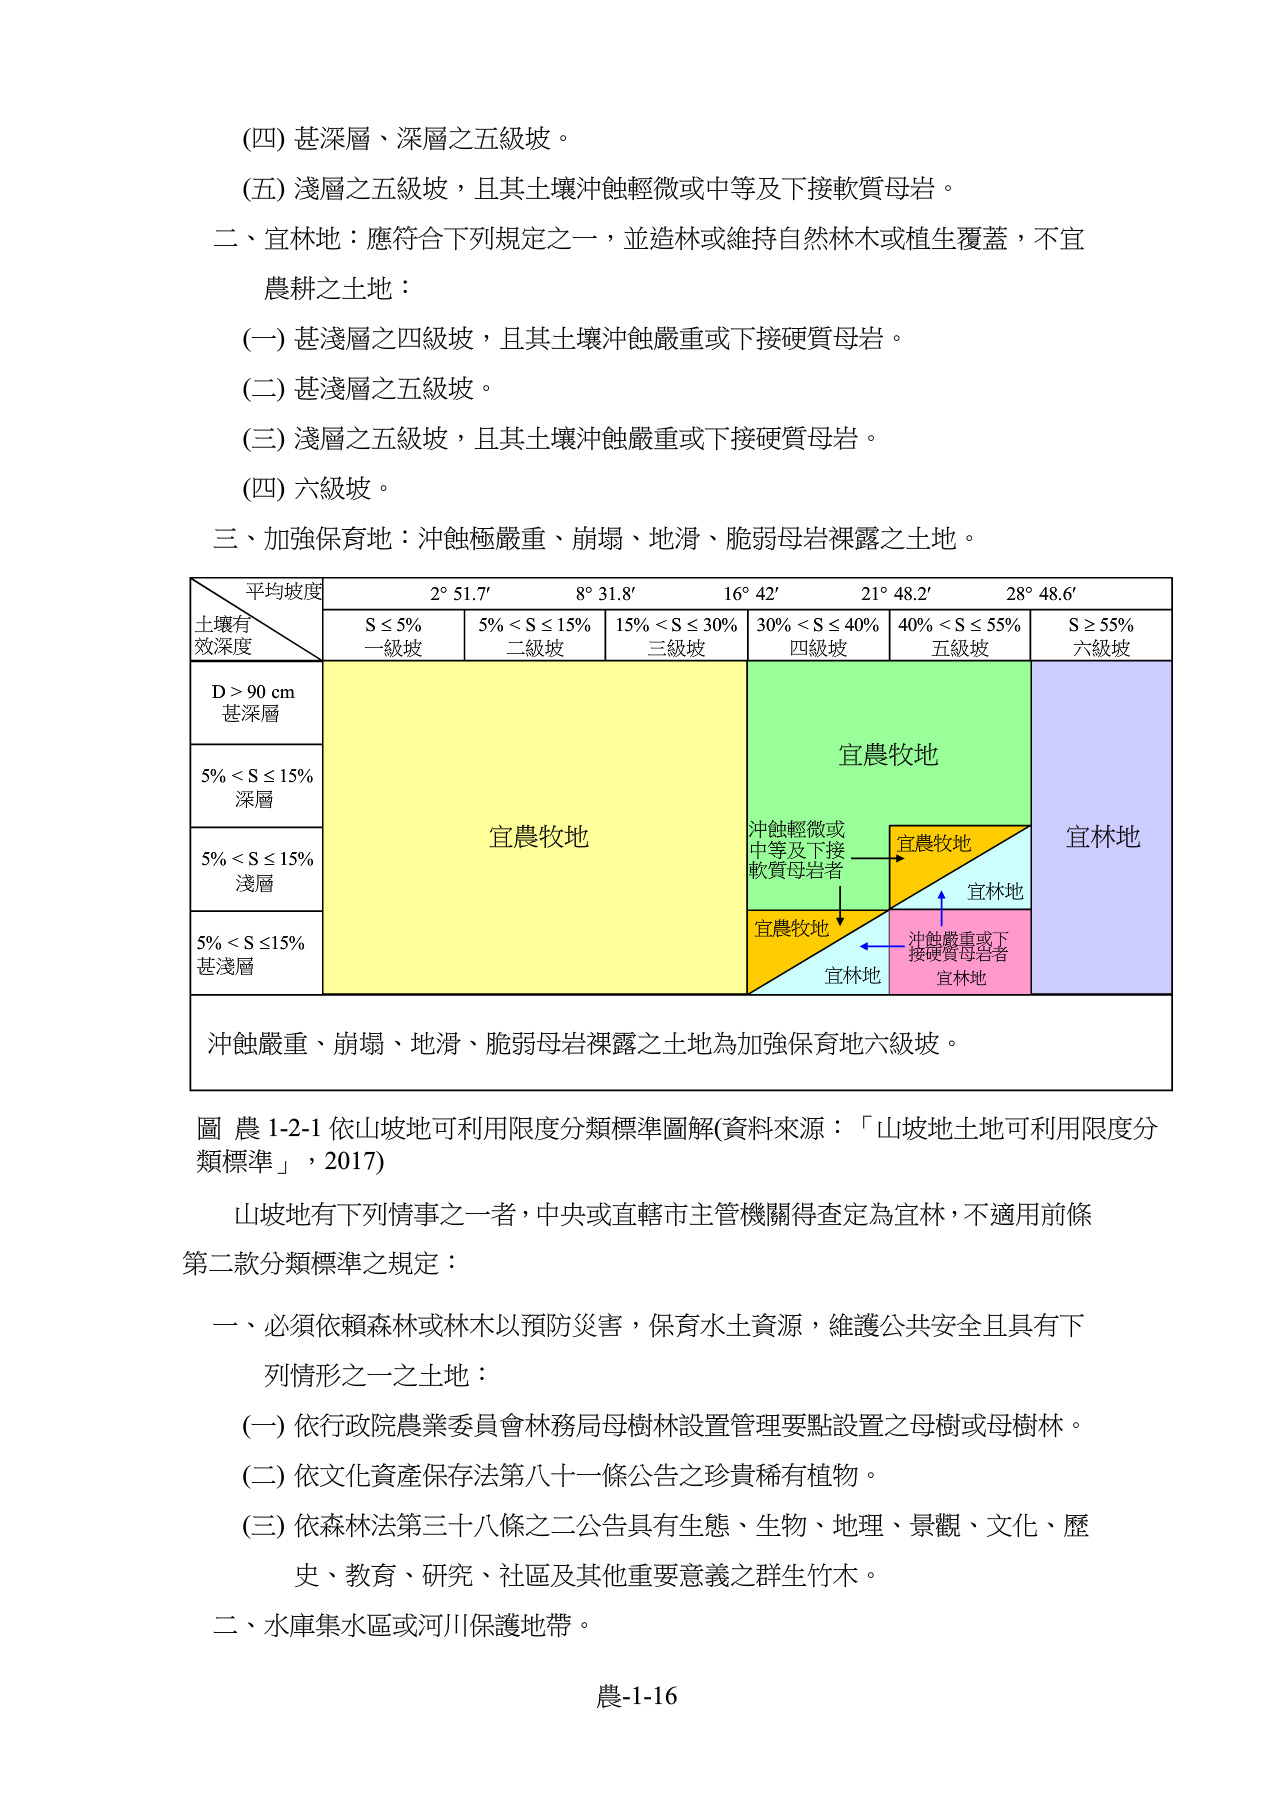 (四) 甚深層、深層之五級坡。
(五) 淺層之五級坡，且其土壤沖蝕輕微或中等及下接軟質母岩。
二、宜林地：應符合下列規定之一，並造林或維持自然林木或植生覆蓋，不宜
農耕之土地：
(一) 甚淺層之四級坡，且其土壤沖蝕嚴重或下接硬質母岩。
(二) 甚淺層之五級坡。
(三) 淺層之五級坡，且其土壤沖蝕嚴重或下接硬質母岩。
(四) 六級坡。
三、加強保育地：沖蝕極嚴重、崩塌、地滑、脆弱母岩裸露之土地。
平均坡度
2° 51.7′ 8° 31.8′ 16° 42′ 21° 48.2′ 28° 48.6′
土壤有
效深度
S ≤ 5% 5% < S ≤ 15% 15% < S ≤ 30% 30% < S ≤ 40% 40% < S ≤ 55% S ≥ 55%
一級坡 二級坡 三級坡 四級坡 五級坡 六級坡
D > 90 cm
甚深層
宜農牧地
5% < S ≤ 15%
深層
宜農牧地
沖蝕輕微或
中等及下接
軟質母岩者
宜農牧地
宜林地
5% < S ≤ 15%
淺層
宜林地
宜農牧地
5% < S ≤15%
甚淺層
宜林地
沖蝕嚴重或下
接硬質母岩者
宜林地
沖蝕嚴重、崩塌、地滑、脆弱母岩裸露之土地為加強保育地六級坡。
圖 農 1-2-1 依山坡地可利用限度分類標準圖解(資料來源：「山坡地土地可利用限度分
類標準」，2017)
山坡地有下列情事之一者，中央或直轄市主管機關得查定為宜林，不適用前條
第二款分類標準之規定：
一、必須依賴森林或林木以預防災害，保育水土資源，維護公共安全且具有下
列情形之一之土地：
(一) 依行政院農業委員會林務局母樹林設置管理要點設置之母樹或母樹林。
(二) 依文化資產保存法第八十一條公告之珍貴稀有植物。
(三) 依森林法第三十八條之二公告具有生態、生物、地理、景觀、文化、歷
史、教育、研究、社區及其他重要意義之群生竹木。
二、水庫集水區或河川保護地帶。
農-1-16